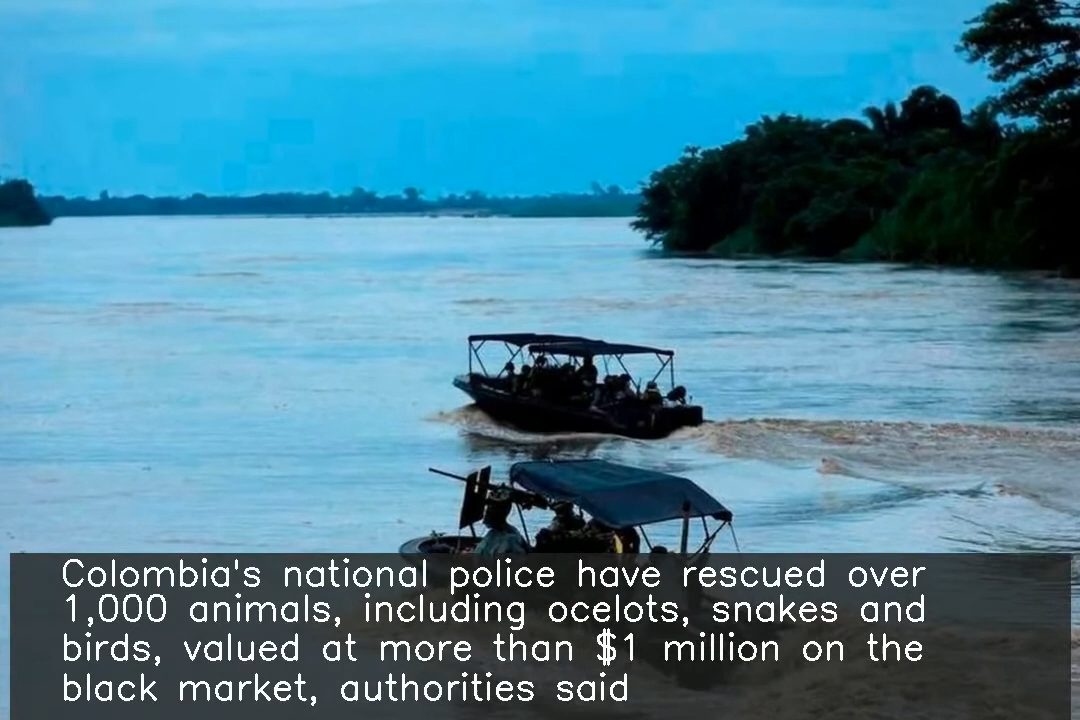 Colombia's national police have rescued over
1,000 animals, including ocelots, snakes and
birds, valued at more than $1 million on the
black market, authorities said